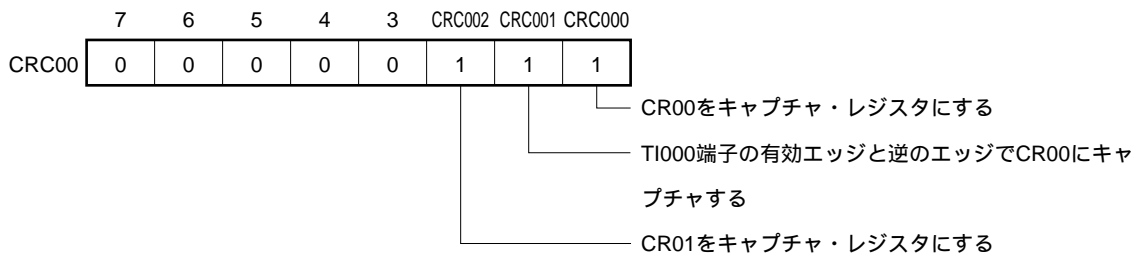 7 6 5 4 3 CRC002 CRC001 CRC000
CRC00 0 0 0 0 0 1 1 1
CR00をキャプチャ・レジスタにする
TI000端子の有効エッジと逆のエッジでCR00にキャ
プチャする
CR01をキャプチャ・レジスタにする